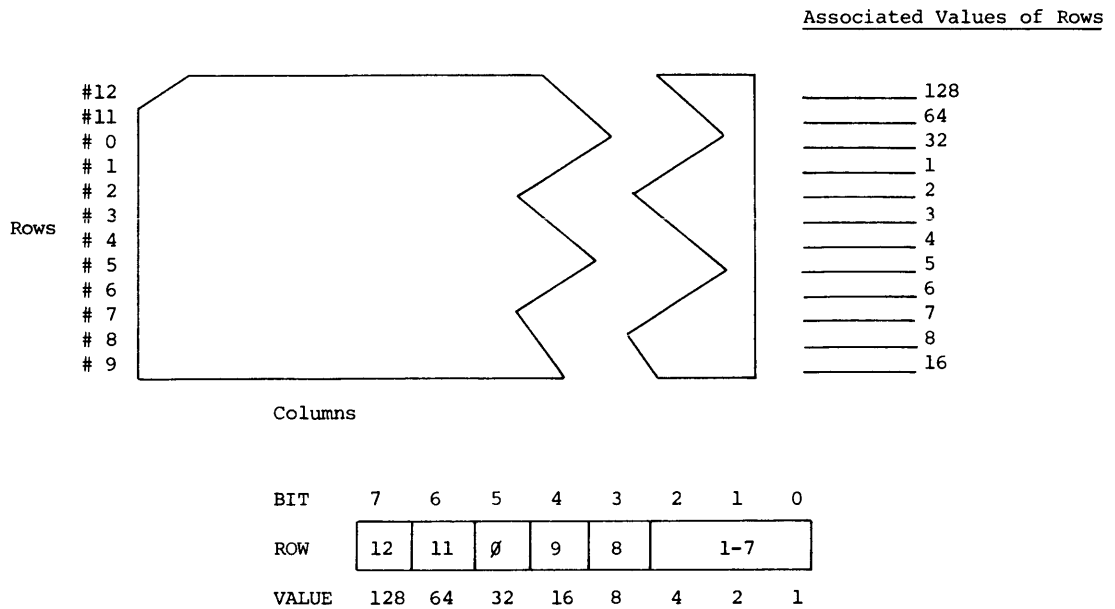 Associated Values of Rows
#12 128
#11 64
# 0 32
# 1 1
# 2 2
# 3 3
Rows
# 4 4
# 5 5
# 6 6
# 7 7
# 8 8
# 9 16
Columns
BIT 7 6 5 4 3 2 1 0
ROW 12 11 Ø 9 8 1-7
VALUE 128 64 32 16 8 4 2 1